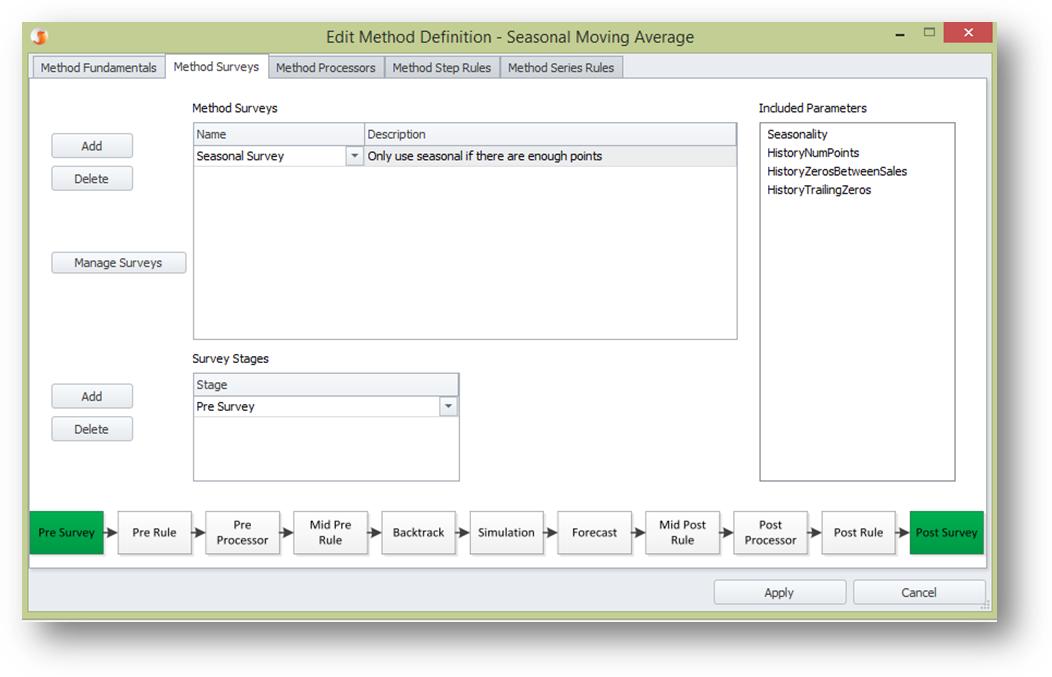 Edit Method Definition - Seasonal Moving Average
Method Fundamentals Method Surveys Method Processors Method Step Rules Method Series Rules
Method Surveys
Included Parameters
Add
Delete
Manage Surveys
Name Description
Seasonal Survey Only use seasonal if there are enough points
Seasonality
HistoryNumPoints
HistoryZerosBetweenSales
HistoryTrailingZeros
Survey Stages
Add
Delete
Stage
Pre Survey
Pre Survey
Pre Rule
Pre
Processor
Mid Pre
Rule
Backtrack
Simulation
Forecast
Mid Post
Rule
Post
Processor
Post Rule
Post Survey
Apply Cancel